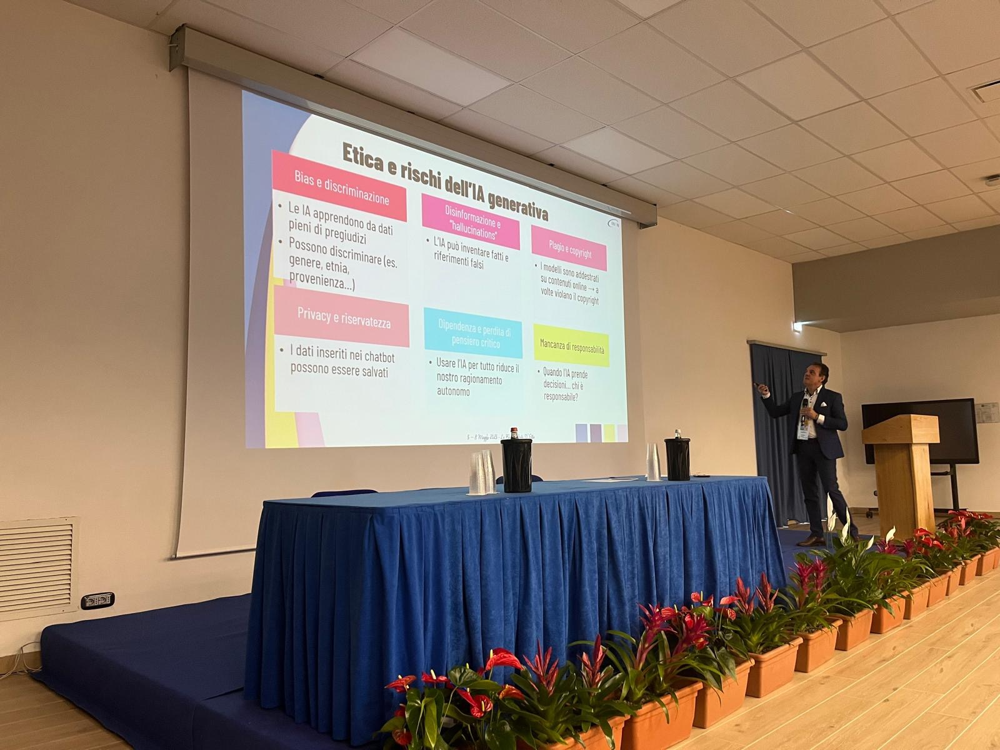 Etica e rischi dell'IA generativa
Bias e discriminazione
• Le IA apprendono da dati
pieni di pregiudizi
• Possono discriminare (es.
genere, etnia,
provenienza...)
Disinformazione e
"hallucinations"
• L'IA può inventare fatti e
riferimenti falsi
Plagio e copyright
• I modelli sono addestrati
su contenuti online → a
volte violano il copyright
Privacy e riservatezza
• I dati inseriti nei chatbot
possono essere salvati
Dipendenza e perdita di
pensiero critico
• Usare l'IA per tutto riduce il
nostro ragionamento
autonomo
Mancanza di responsabilità
• Quando l'IA prende
decisioni... chi è
responsabile?
8 Maggio 2025